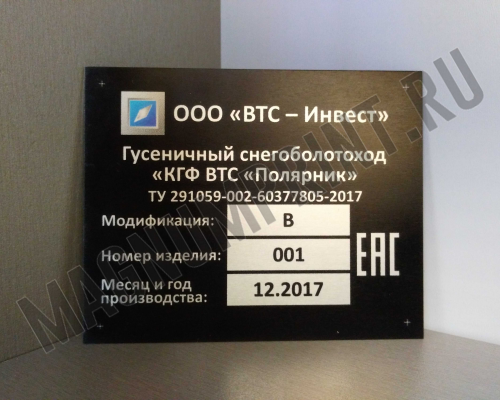 ООО «ВТС – Инвест»
Гусеничный снегоболотоход
«КГФ ВТС «Полярник»
ТУ 291059-002-60377805-2017
Модификация: В
Номер изделия: 001
Месяц и год
производства: 12.2017
EAC
MAGNUMPRINT.RU